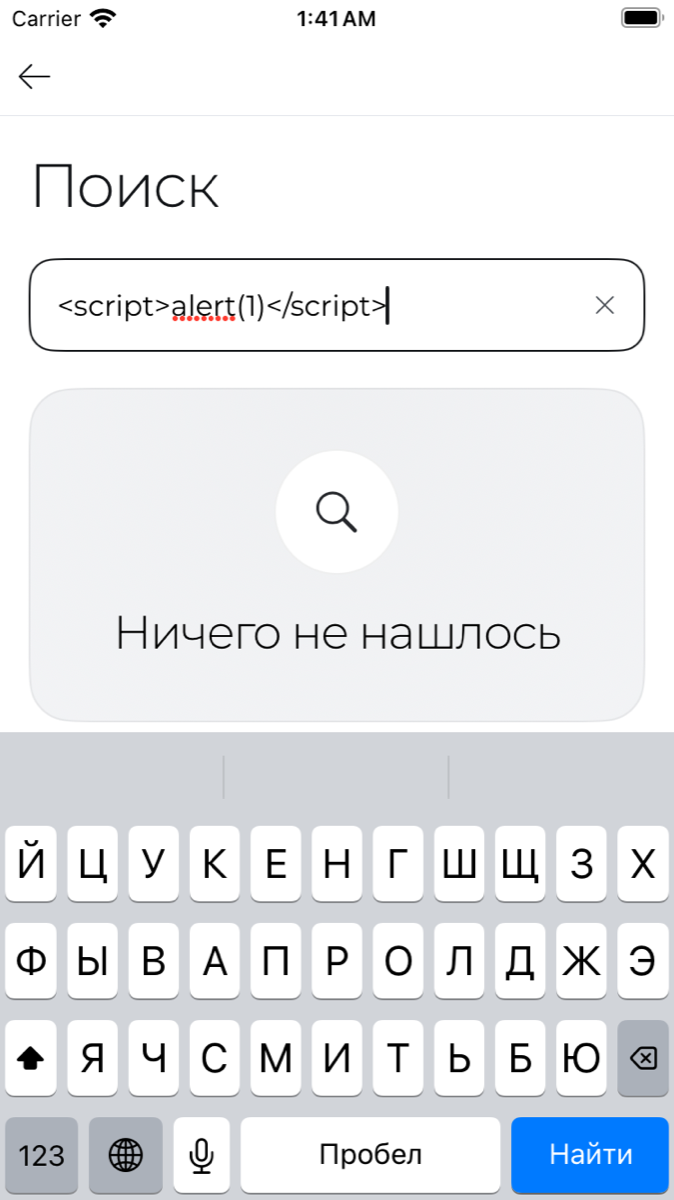 Carrier 1:41 AM
Поиск
<script>alert(1)</script>
Ничего не нашлось
Й Ц У К Е Н Г Ш Щ З Х
Ф Ы В А П Р О Л Д Ж Э
Я Ч С М И Т Ь Б Ю
123 Пробел Найти